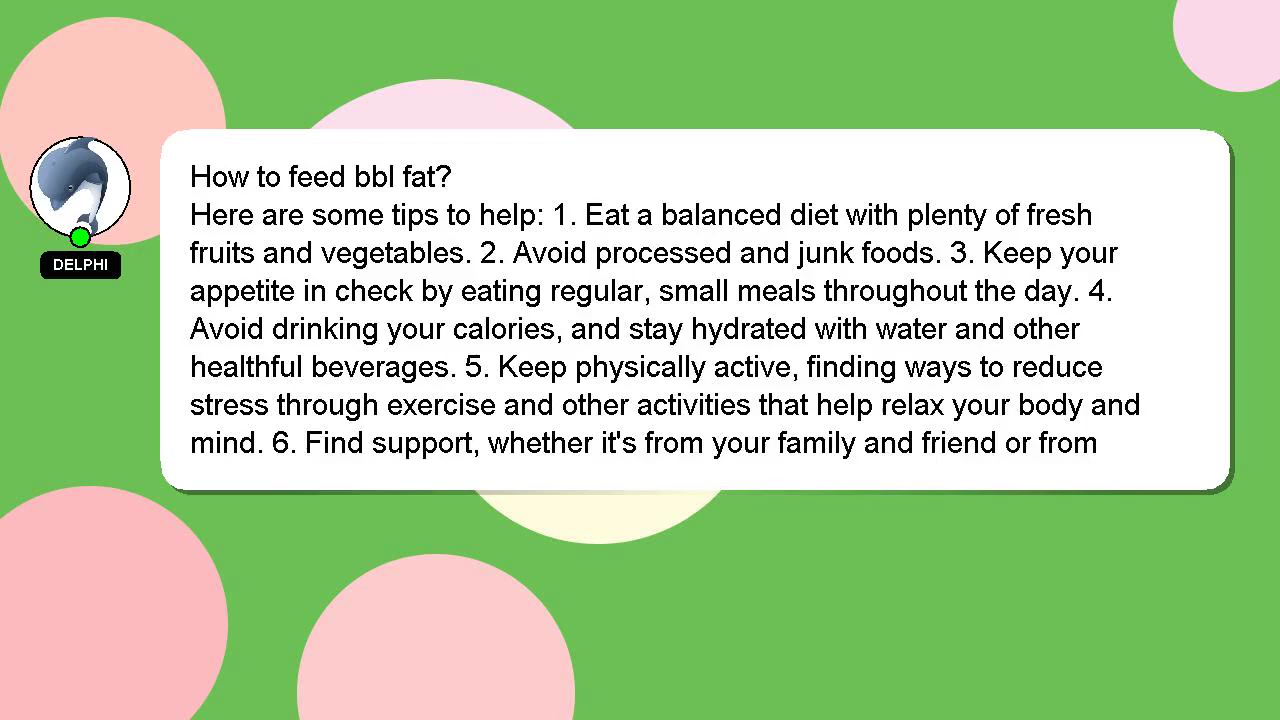 How to feed bbl fat?
Here are some tips to help: 1. Eat a balanced diet with plenty of fresh
fruits and vegetables. 2. Avoid processed and junk foods. 3. Keep your
appetite in check by eating regular, small meals throughout the day. 4.
Avoid drinking your calories, and stay hydrated with water and other
healthful beverages. 5. Keep physically active, finding ways to reduce
stress through exercise and other activities that help relax your body and
mind. 6. Find support, whether it's from your family and friend or from
DELPHI